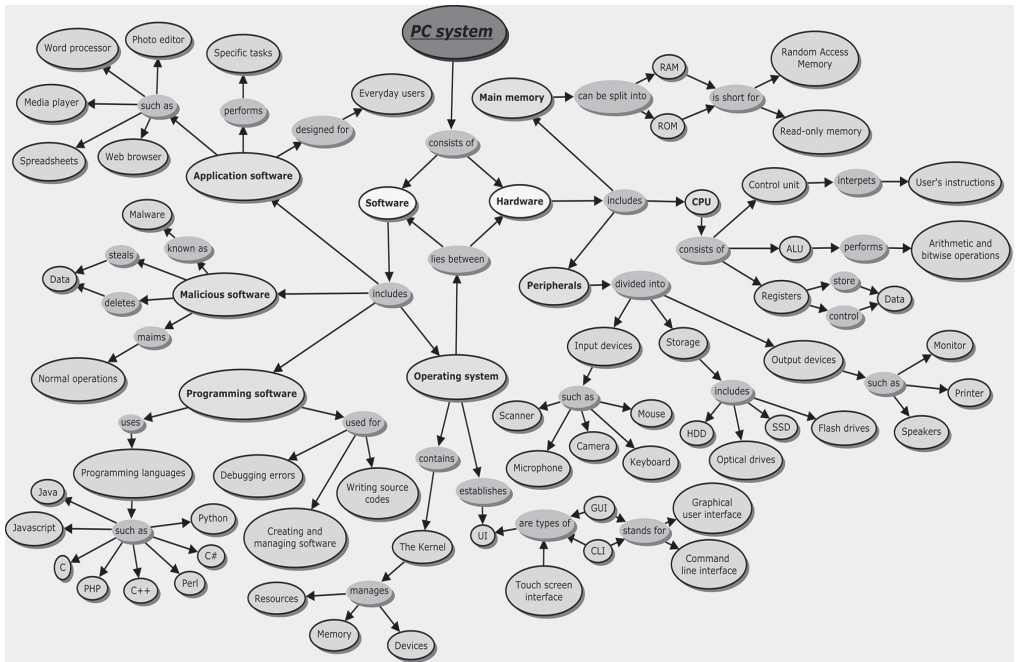 PC system
consists of
Software
Hardware
lies between
includes
Application software
such as
Word processor
Photo editor
Media player
Spreadsheets
Web browser
performs
Specific tasks
designed for
Everyday users
Malicious software
known as
Malware
steals
deletes
Data
maims
Normal operations
Programming software
uses
Programming languages
such as
Java
Javascript
C
PHP
C++
Perl
C#
Python
used for
Debugging errors
Creating and
managing software
Writing source
codes
Operating system
contains
The Kernel
manages
Resources
Memory
Devices
establishes
UI
are types of
GUI
CLI
Touch screen
interface
stands for
Graphical
user interface
Command
line interface
includes
Main memory
can be split into
RAM
ROM
is short for
Random Access
Memory
Read-only memory
CPU
consists of
Control unit
interpets
User's instructions
ALU
performs
Arithmetic and
bitwise operations
Registers
store
control
Data
Peripherals
divided into
Input devices
such as
Scanner
Microphone
Camera
Keyboard
Mouse
Storage
includes
HDD
Optical drives
SSD
Flash drives
Output devices
such as
Monitor
Printer
Speakers